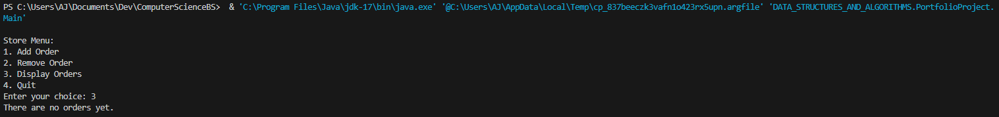 PS C:\Users\AJ\Documents\Dev\ComputerScienceBS>  & 'C:\Program Files\Java\jdk-17\bin\java.exe' '@C:\Users\AJ\AppData\Local\Temp\cp_837beeczk3vafn1o423rx5upn.argfile' 'DATA_STRUCTURES_AND_ALGORITHMS.PortfolioProject.
Main'
Store Menu:
1. Add Order
2. Remove Order
3. Display Orders
4. Quit
Enter your choice: 3
There are no orders yet.